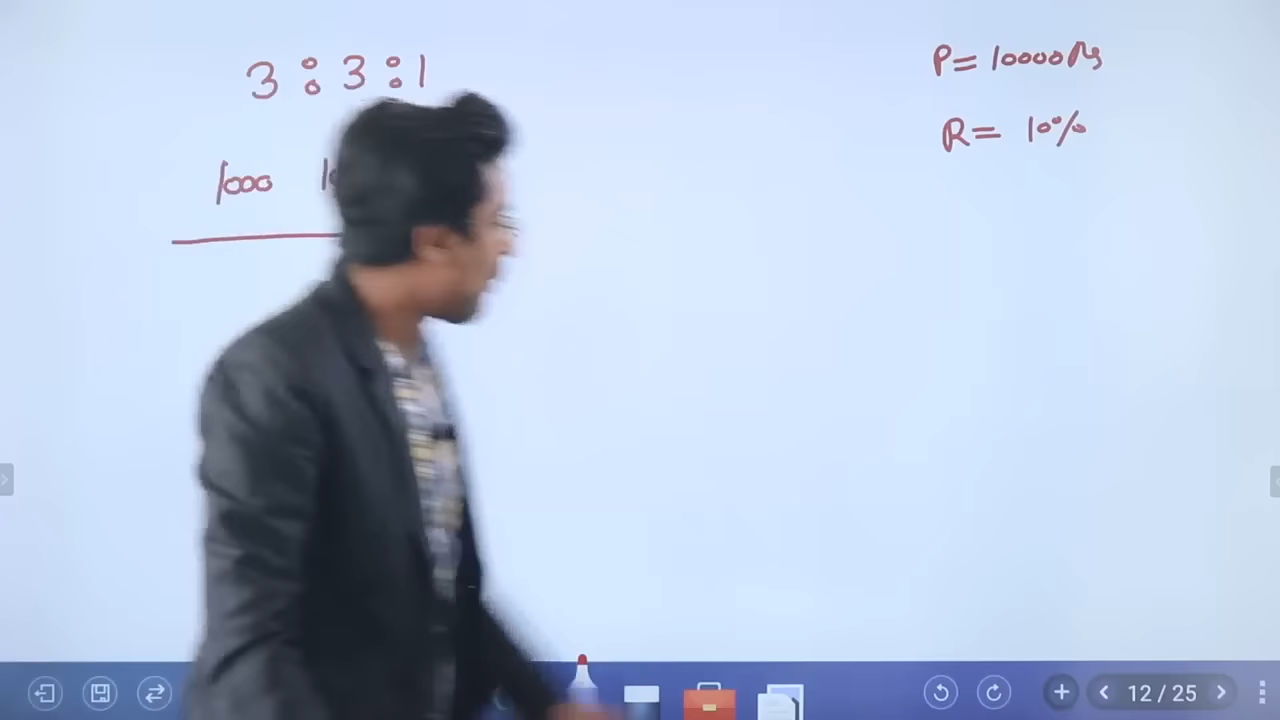 3 : 3 : 1
P = 10000 Rs
R = 10%
1000
12 / 25